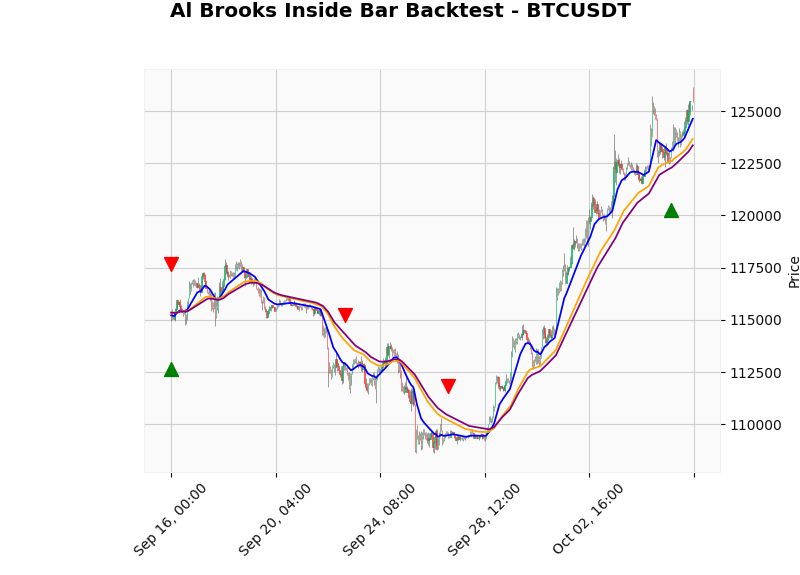 Al Brooks Inside Bar Backtest - BTCUSDT
125000
122500
120000
117500
115000
112500
110000
Price
Sep 16, 00:00
Sep 20, 04:00
Sep 24, 08:00
Sep 28, 12:00
Oct 02, 16:00